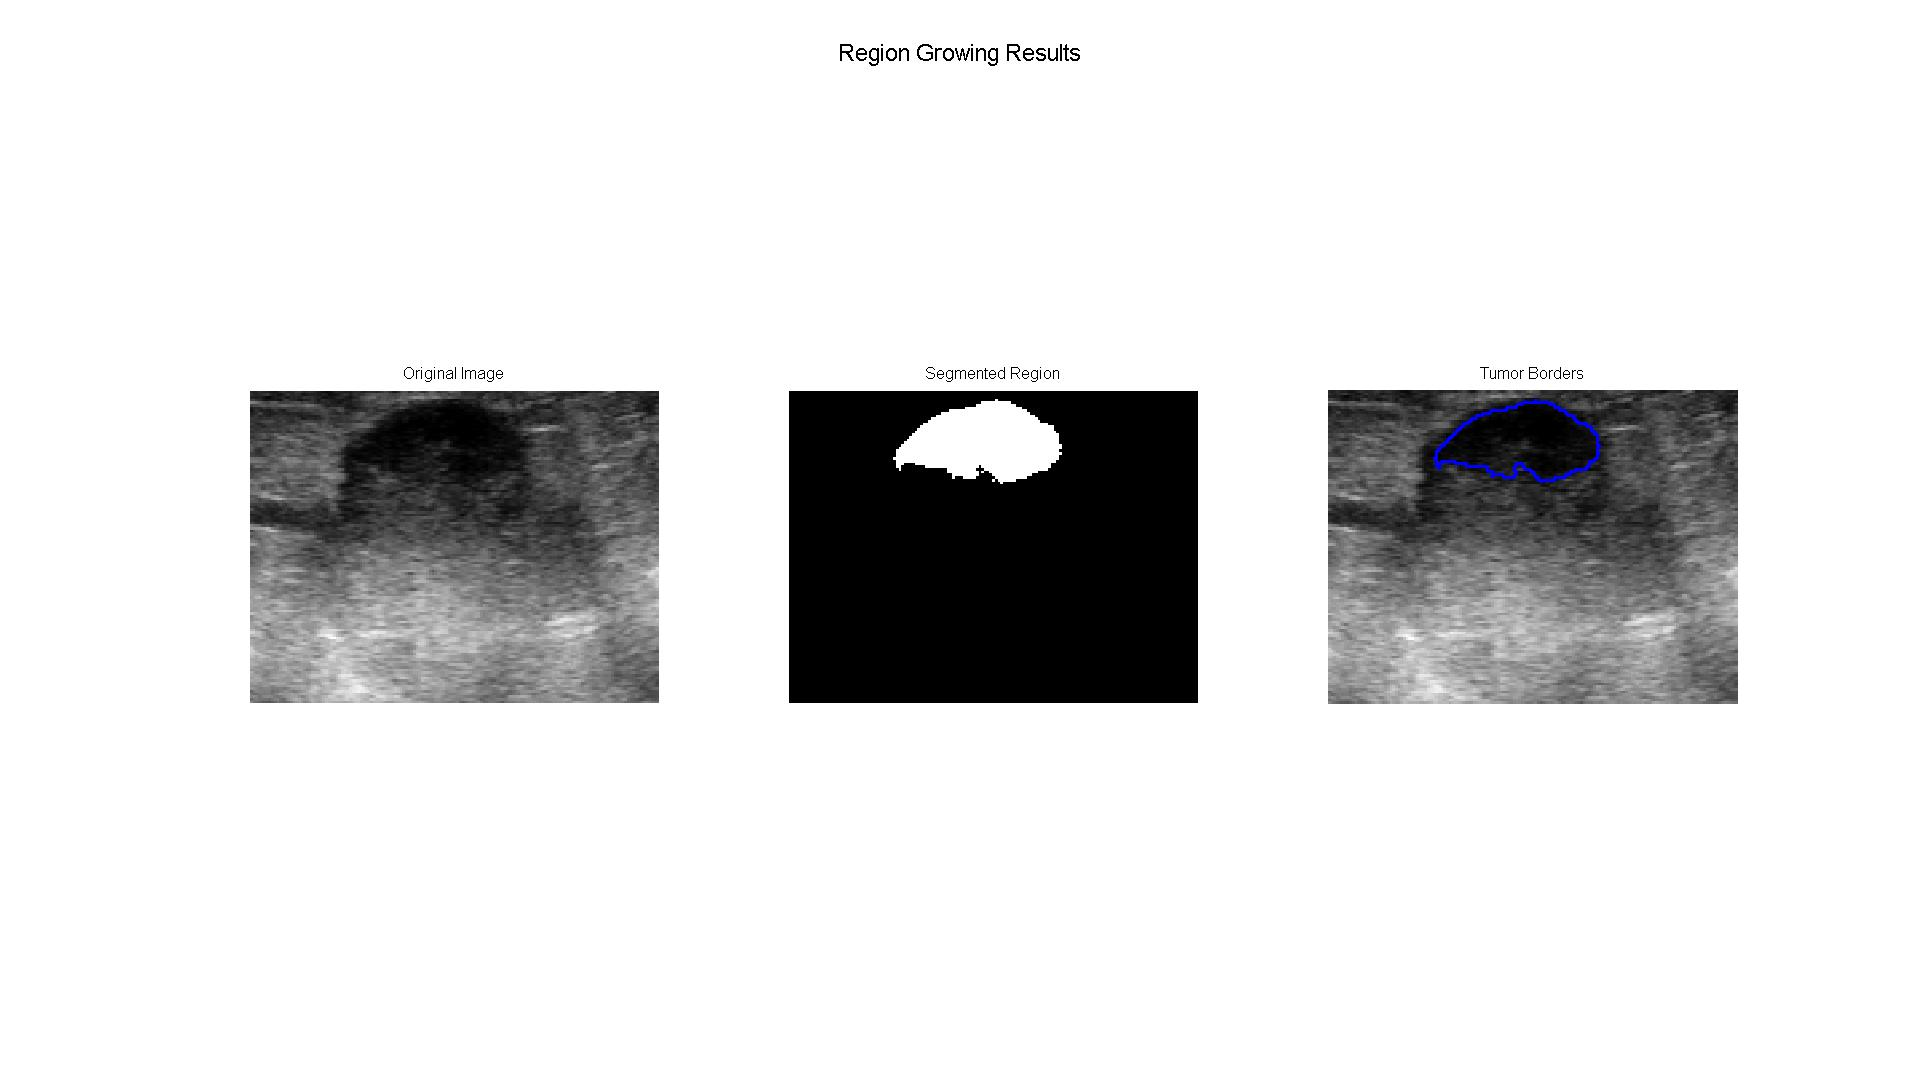 Region Growing Results
Original Image
Segmented Region
Tumor Borders